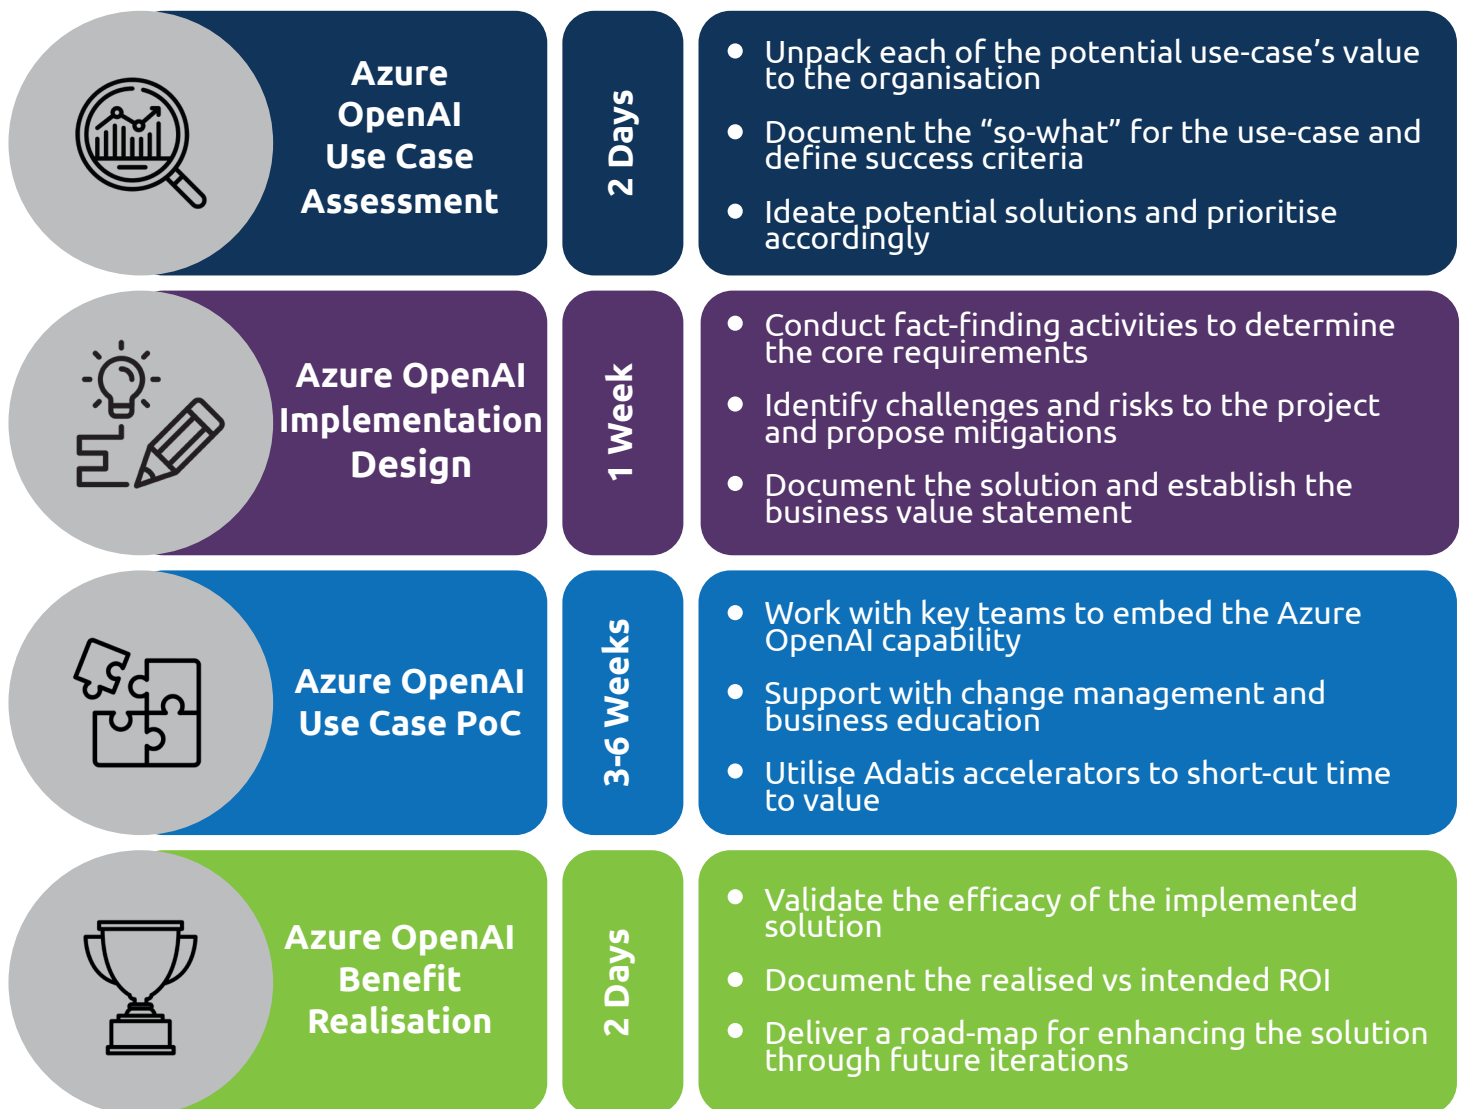 Azure
OpenAI
Use Case
Assessment
2 Days
Unpack each of the potential use-case’s value
to the organisation
Document the “so-what” for the use-case and
define success criteria
Ideate potential solutions and prioritise
accordingly
Azure OpenAI
Implementation
Design
1 Week
Conduct fact-finding activities to determine
the core requirements
Identify challenges and risks to the project
and propose mitigations
Document the solution and establish the
business value statement
Azure OpenAI
Use Case PoC
3-6 Weeks
Work with key teams to embed the Azure
OpenAI capability
Support with change management and
business education
Utilise Adatis accelerators to short-cut time
to value
Azure OpenAI
Benefit
Realisation
2 Days
Validate the efficacy of the implemented
solution
Document the realised vs intended ROI
Deliver a road-map for enhancing the solution
through future iterations